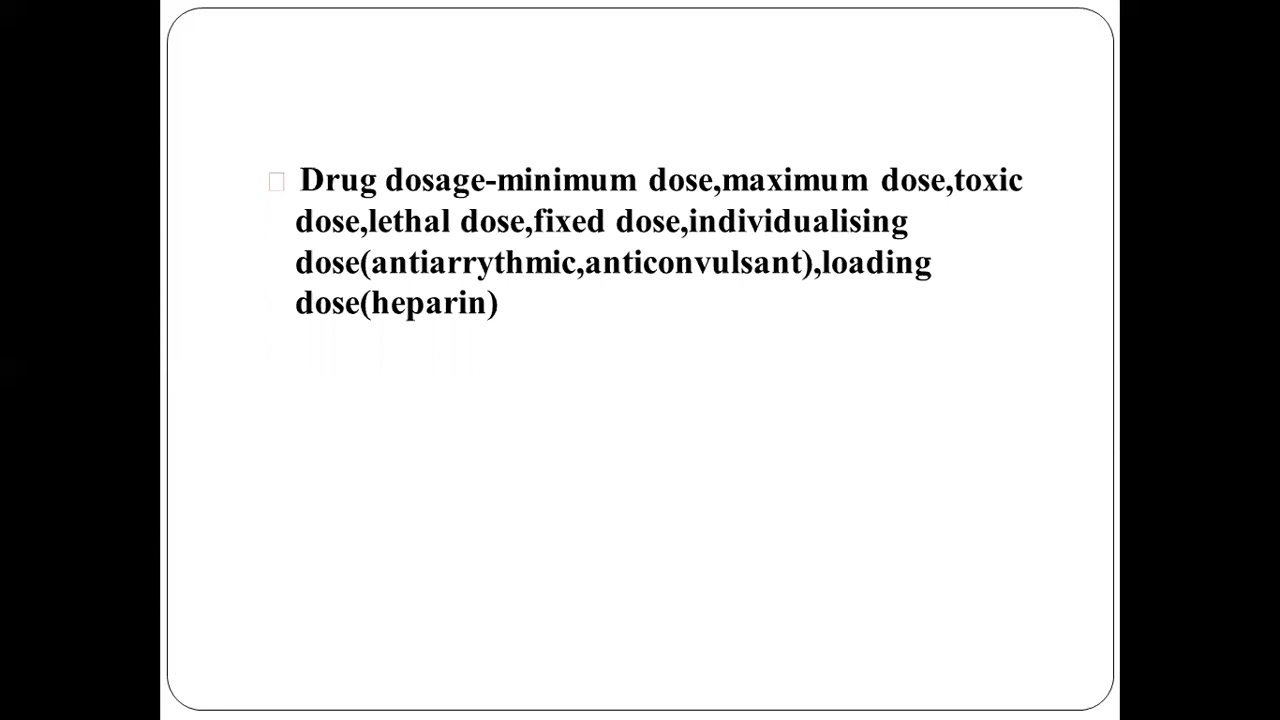 Drug dosage-minimum dose,maximum dose,toxic
dose,lethal dose,fixed dose,individualising
dose(antiarrythmic,anticonvulsant),loading
dose(heparin)